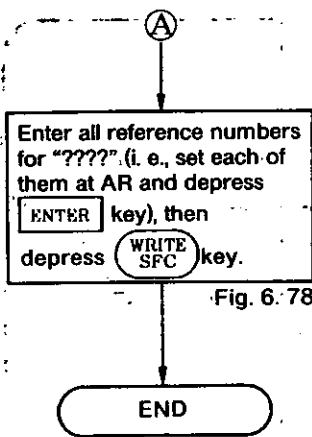 A
Enter all reference numbers
for "????" (i. e., set each of
them at AR and depress
ENTER key), then
depress WRITE SFC key.
Fig. 6. 78
END